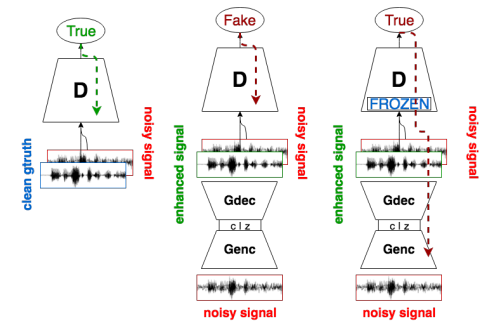 True
D
clean gtruth
noisy signal
Fake
D
enhanced signal
noisy signal
Gdec
c z
Genc
noisy signal
True
D
FROZEN
enhanced signal
noisy signal
Gdec
c z
Genc
noisy signal